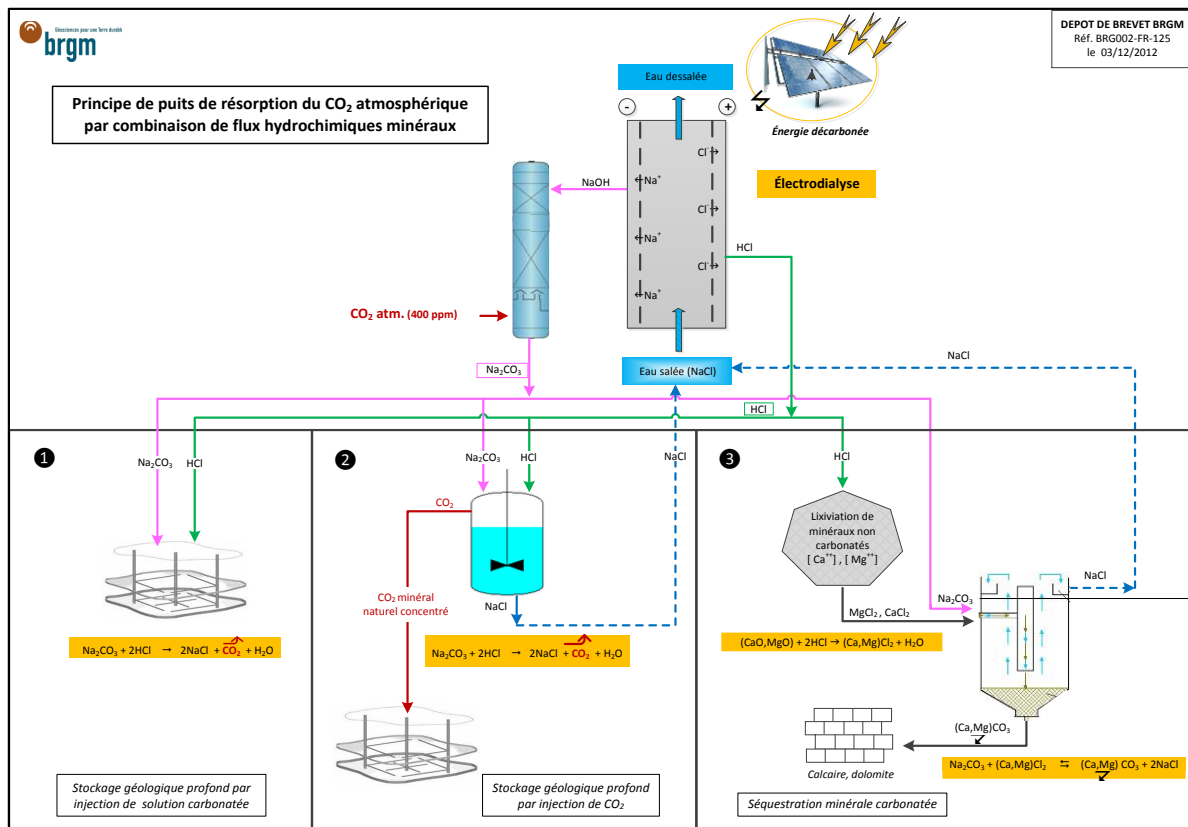 Géosciences pour une Terre durable
brgm
DEPOT DE BREVET BRGM
Réf. BRG002-FR-125
le 03/12/2012
Principe de puits de résorption du CO₂ atmosphérique
par combinaison de flux hydrochimiques minéraux
Eau dessalée
-
+
Énergie décarbonée
Électrodialyse
NaOH
Na⁺
Na⁺
Na⁺
Cl⁻
Cl⁻
Cl⁻
HCl
CO₂ atm. (400 ppm)
Na₂CO₃
Eau salée (NaCl)
NaCl
HCl
1
Na₂CO₃
HCl
Na₂CO₃ + 2HCl → 2NaCl + CO₂ + H₂O
Stockage géologique profond par
injection de solution carbonatée
2
Na₂CO₃
HCl
NaCl
CO₂
CO₂ minéral
naturel concentré
NaCl
Na₂CO₃ + 2HCl → 2NaCl + CO₂ + H₂O
Stockage géologique profond
par injection de CO₂
3
HCl
Lixiviation de
minéraux non
carbonatés
[ Ca⁺⁺] , [ Mg⁺⁺]
Na₂CO₃
NaCl
MgCl₂ , CaCl₂
(CaO,MgO) + 2HCl → (Ca,Mg)Cl₂ + H₂O
(Ca,Mg)CO₃
Calcaire, dolomite
Na₂CO₃ + (Ca,Mg)Cl₂ ⇆ (Ca,Mg) CO₃ + 2NaCl
Séquestration minérale carbonatée